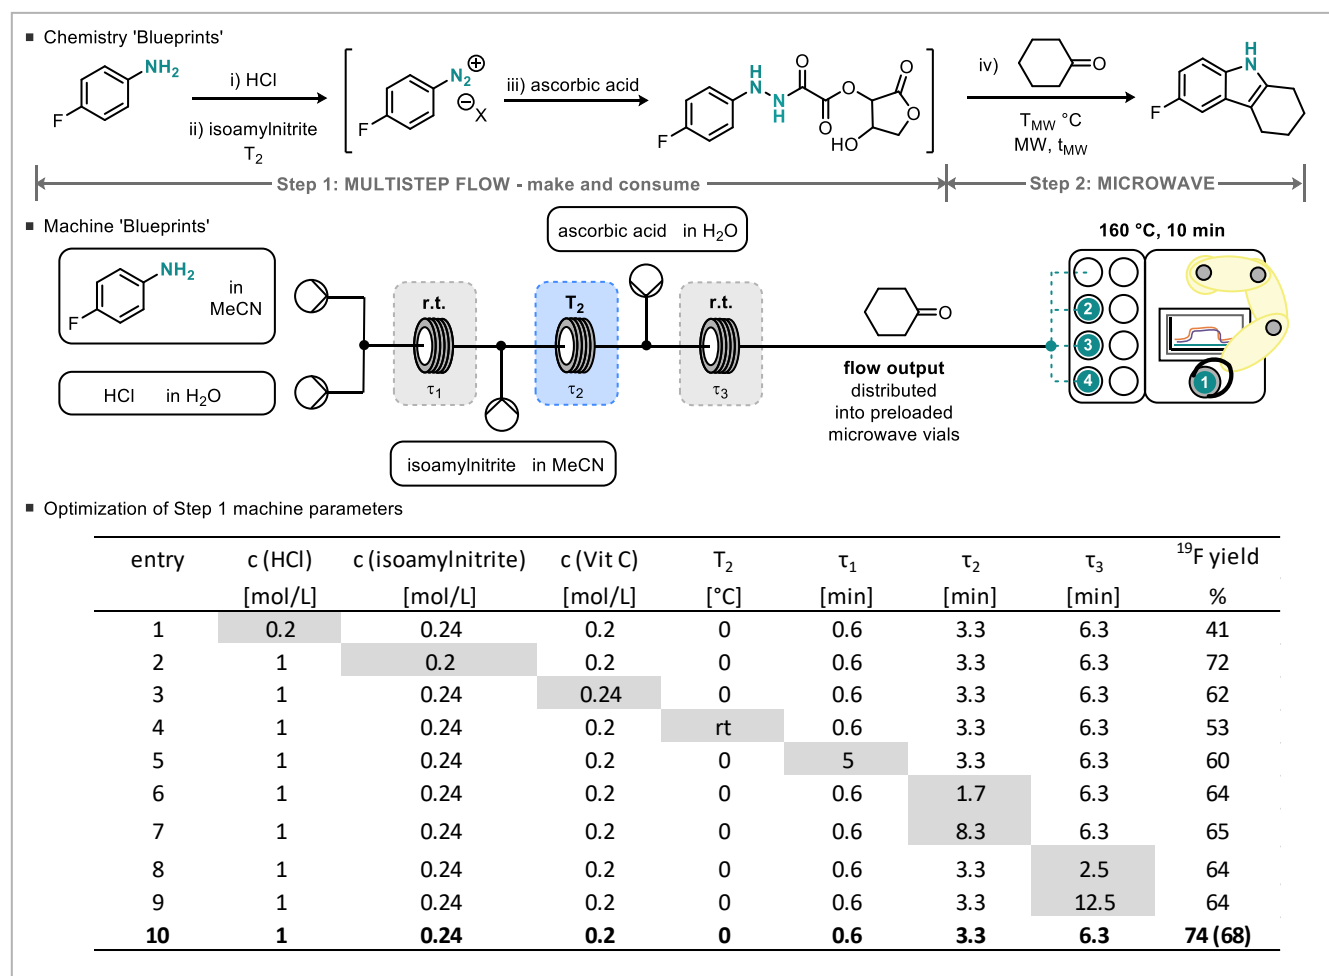 ■ Chemistry 'Blueprints'
NH2
F
i) HCl
ii) isoamylnitrite
T2
N2 ⊕
⊖X
F
iii) ascorbic acid
H
N
N
H
O
O
O
O
O
HO
F
iv)
O
TMW °C
MW, tMW
H
N
F
Step 1: MULTISTEP FLOW - make and consume
Step 2: MICROWAVE
■ Machine 'Blueprints'
NH2
F
in
MeCN
HCl in H2O
r.t.
τ1
isoamylnitrite in MeCN
T2
τ2
ascorbic acid in H2O
r.t.
τ3
O
flow output
distributed
into preloaded
microwave vials
160 °C, 10 min
2
3
4
1
■ Optimization of Step 1 machine parameters
entry c (HCl) c (isoamylnitrite) c (Vit C) T2 τ1 τ2 τ3 19F yield
[mol/L] [mol/L] [mol/L] [°C] [min] [min] [min] %
1 0.2 0.24 0.2 0 0.6 3.3 6.3 41
2 1 0.2 0.2 0 0.6 3.3 6.3 72
3 1 0.24 0.24 0 0.6 3.3 6.3 62
4 1 0.24 0.2 rt 0.6 3.3 6.3 53
5 1 0.24 0.2 0 5 3.3 6.3 60
6 1 0.24 0.2 0 0.6 1.7 6.3 64
7 1 0.24 0.2 0 0.6 8.3 6.3 65
8 1 0.24 0.2 0 0.6 3.3 2.5 64
9 1 0.24 0.2 0 0.6 3.3 12.5 64
10 1 0.24 0.2 0 0.6 3.3 6.3 74 (68)